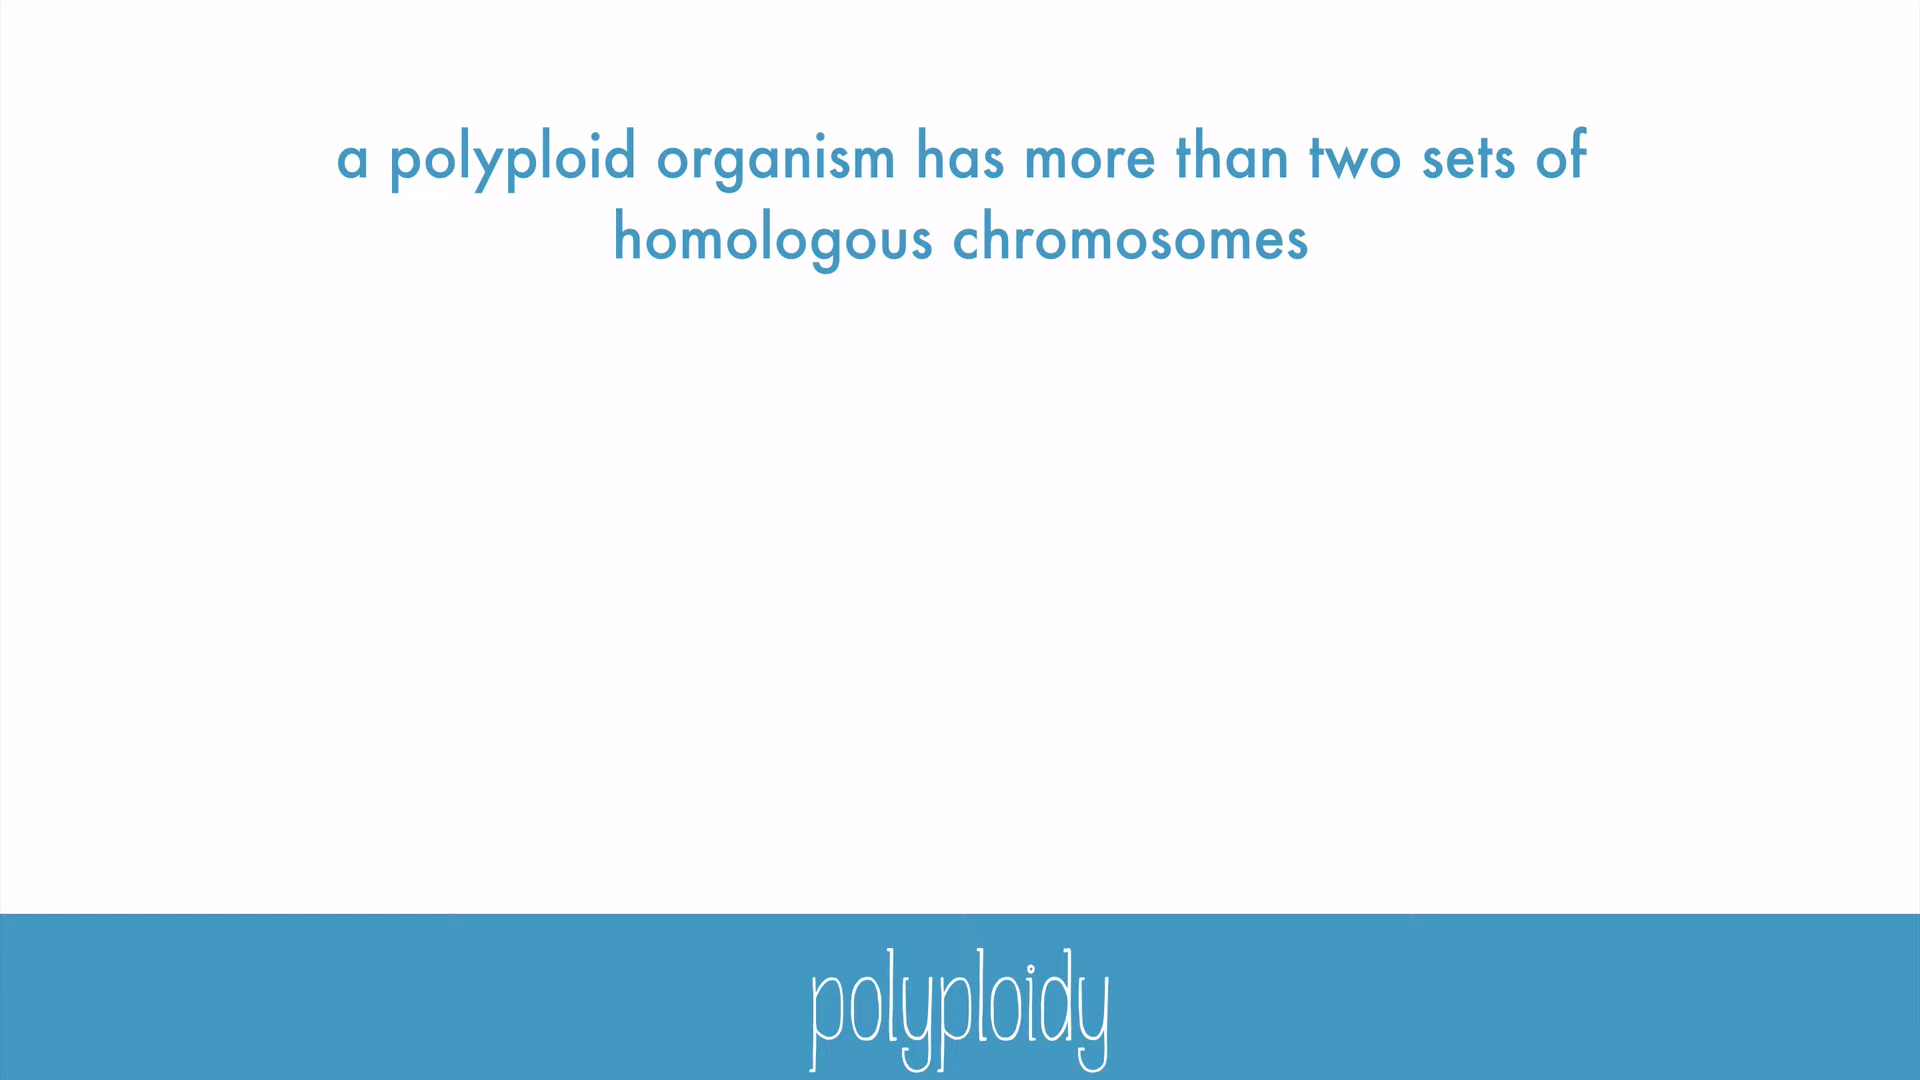 a polyploid organism has more than two sets of
homologous chromosomes
polyploidy